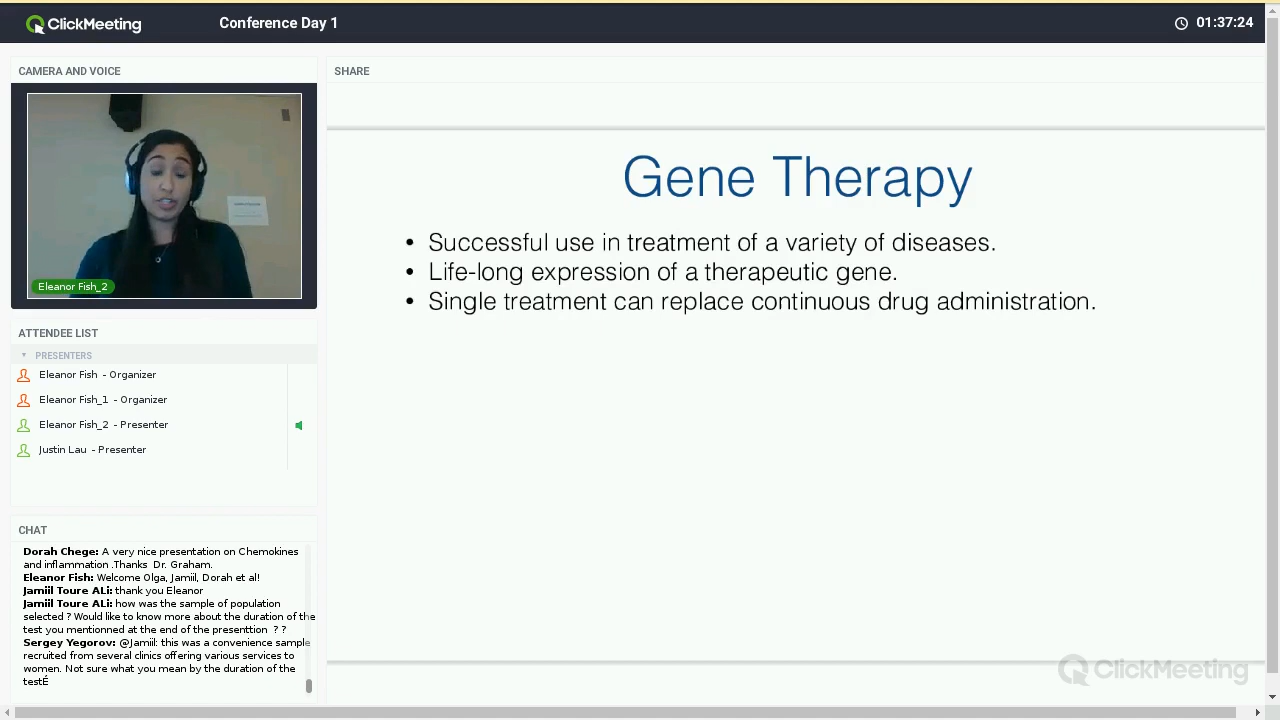 ClickMeeting
Conference Day 1
01:37:24
CAMERA AND VOICE
Eleanor Fish_2
ATTENDEE LIST
PRESENTERS
Eleanor Fish - Organizer
Eleanor Fish_1 - Organizer
Eleanor Fish_2 - Presenter
Justin Lau - Presenter
CHAT
Dorah Chege: A very nice presentation on Chemokines
and inflammation .Thanks Dr. Graham.
Eleanor Fish: Welcome Olga, Jamiil, Dorah et al!
Jamiil Toure ALi: thank you Eleanor
Jamiil Toure ALi: how was the sample of population
selected ? Would like to know more about the duration of the
test you mentionned at the end of the presenttion ? ?
Sergey Yegorov: @Jamiil: this was a convenience sample
recruited from several clinics offering various services to
women. Not sure what you mean by the duration of the
testÉ
SHARE
Gene Therapy
• Successful use in treatment of a variety of diseases.
• Life-long expression of a therapeutic gene.
• Single treatment can replace continuous drug administration.
ClickMeeting